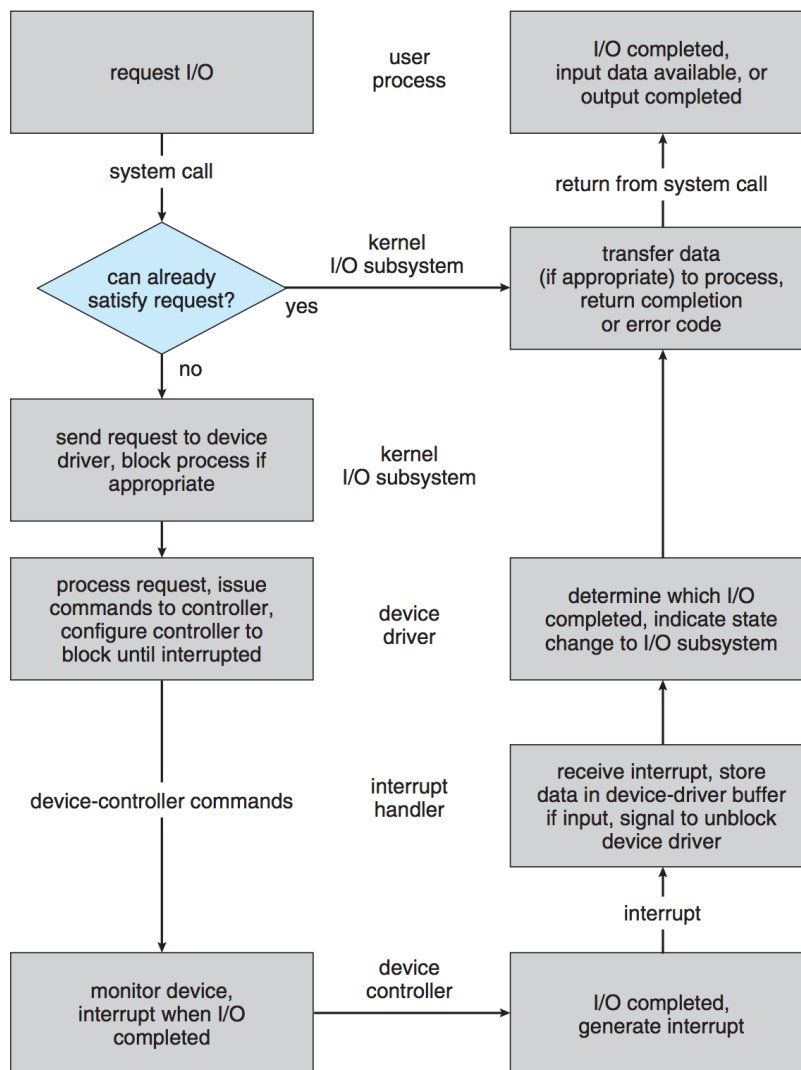 request I/O
user
process
I/O completed,
input data available, or
output completed
system call
return from system call
can already
satisfy request?
kernel
I/O subsystem
yes
transfer data
(if appropriate) to process,
return completion
or error code
no
send request to device
driver, block process if
appropriate
kernel
I/O subsystem
process request, issue
commands to controller,
configure controller to
block until interrupted
device
driver
determine which I/O
completed, indicate state
change to I/O subsystem
device-controller commands
interrupt
handler
receive interrupt, store
data in device-driver buffer
if input, signal to unblock
device driver
interrupt
monitor device,
interrupt when I/O
completed
device
controller
I/O completed,
generate interrupt